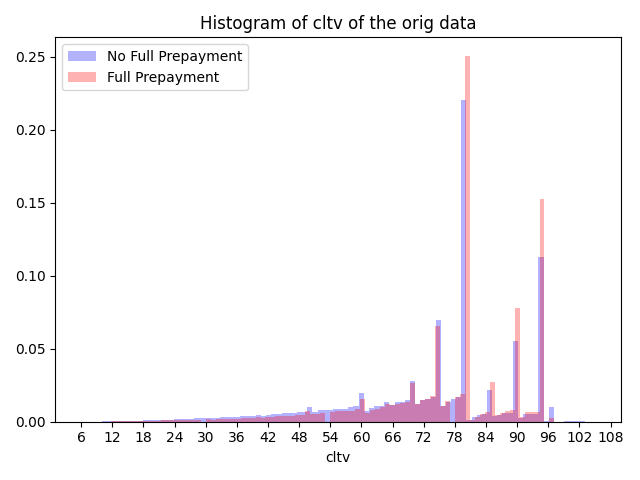 Histogram of cltv of the orig data
No Full Prepayment
Full Prepayment
0.25
0.20
0.15
0.10
0.05
0.00
6 12 18 24 30 36 42 48 54 60 66 72 78 84 90 96 102 108
cltv